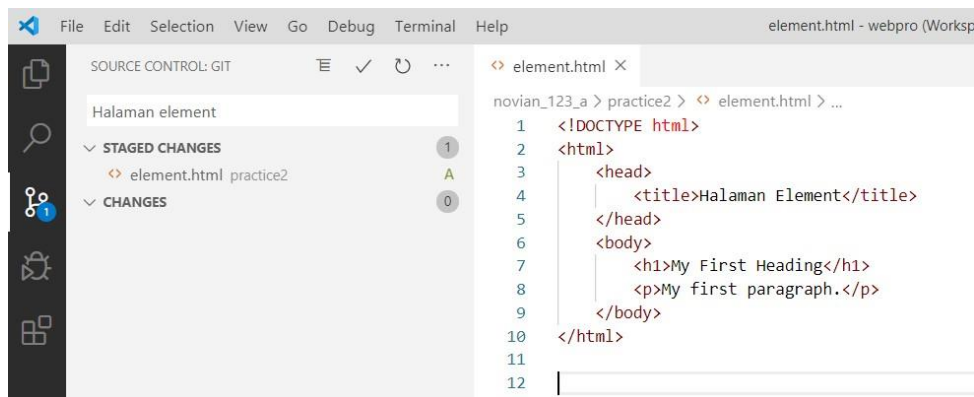 File Edit Selection View Go Debug Terminal Help element.html - webpro (Worksp
SOURCE CONTROL: GIT
Halaman element
STAGED CHANGES 1
element.html practice2 A
CHANGES 0
1
element.html
novian_123_a > practice2 > element.html > ...
1 <!DOCTYPE html>
2 <html>
3 <head>
4 <title>Halaman Element</title>
5 </head>
6 <body>
7 <h1>My First Heading</h1>
8 <p>My first paragraph.</p>
9 </body>
10 </html>
11
12